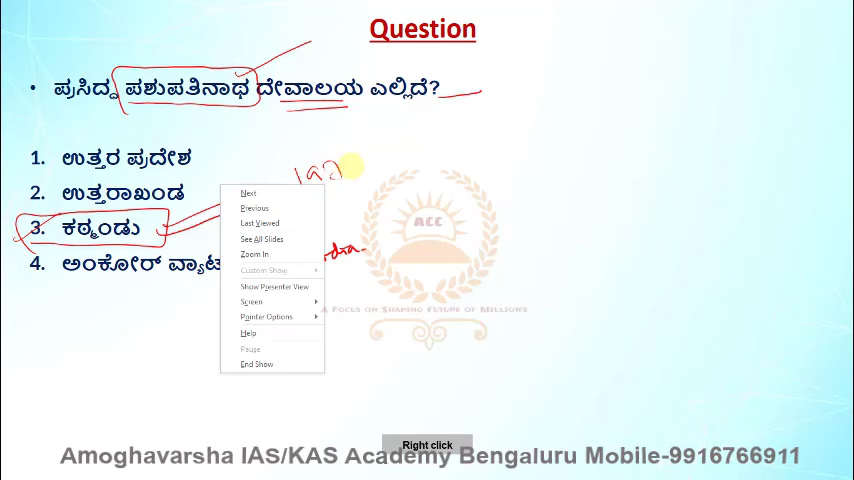 Question
• ಪ್ರಸಿದ್ದ ಪಶುಪತಿನಾಥ ದೇವಾಲಯ ಎಲ್ಲಿದೆ?
1. ಉತ್ತರ ಪ್ರದೇಶ
2. ಉತ್ತರಾಖಂಡ
3. ಕಠ್ಮಂಡು
4. ಅಂಕೋರ್ ವ್ಯಾಟ
Next
Previous
Last Viewed
See All Slides
Zoom In
Custom Show
Show Presenter View
Screen
Pointer Options
Help
Pause
End Show
ACC
A Focus on Shaping Future of Millions
Right click
Amoghavarsha IAS/KAS Academy Bengaluru Mobile-9916766911